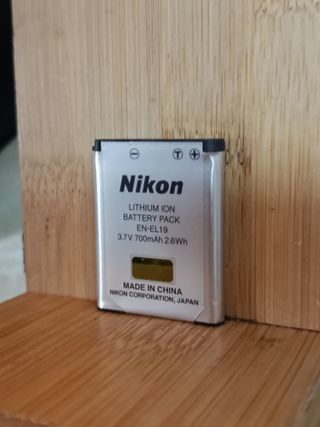 ⊖ Ⓣ ⊕
Nikon
LITHIUM ION
BATTERY PACK
EN-EL19
3.7V 700mAh 2.6Wh
MADE IN CHINA
NIKON CORPORATION, JAPAN